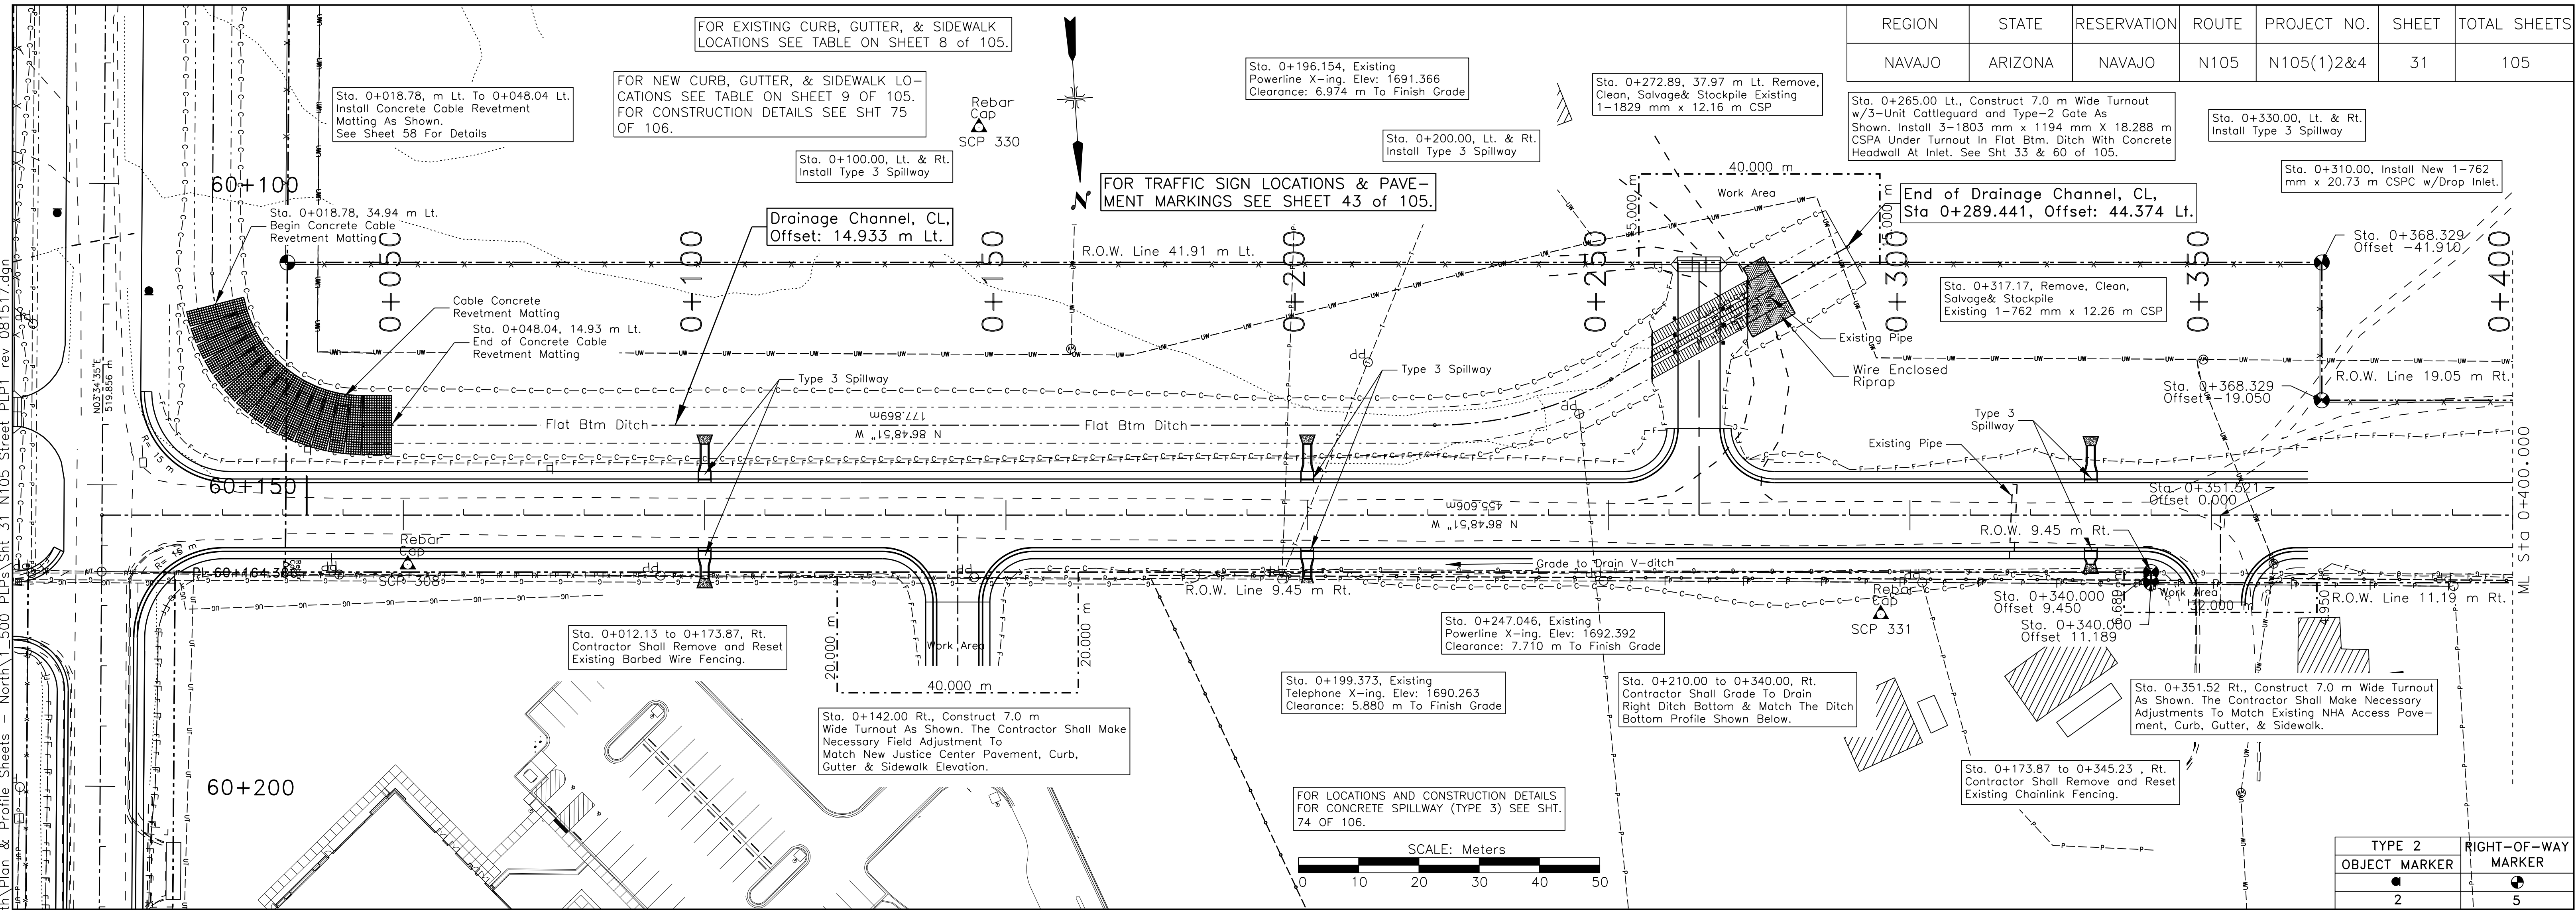 REGION STATE RESERVATION ROUTE PROJECT NO. SHEET TOTAL SHEETS
NAVAJO ARIZONA NAVAJO N105 N105(1)2&4 31 105
FOR EXISTING CURB, GUTTER, & SIDEWALK
LOCATIONS SEE TABLE ON SHEET 8 of 105.
FOR NEW CURB, GUTTER, & SIDEWALK LO-
CATIONS SEE TABLE ON SHEET 9 OF 105.
FOR CONSTRUCTION DETAILS SEE SHT 75
OF 106.
Sta. 0+018.78, m Lt. To 0+048.04 Lt.
Install Concrete Cable Revetment
Matting As Shown.
See Sheet 58 For Details
Rebar
Cap
SCP 330
N
Sta. 0+196.154, Existing
Powerline X-ing. Elev: 1691.366
Clearance: 6.974 m To Finish Grade
Sta. 0+272.89, 37.97 m Lt. Remove,
Clean, Salvage& Stockpile Existing
1-1829 mm x 12.16 m CSP
Sta. 0+265.00 Lt., Construct 7.0 m Wide Turnout
w/3-Unit Cattleguard and Type-2 Gate As
Shown. Install 3-1803 mm x 1194 mm X 18.288 m
CSPA Under Turnout In Flat Btm. Ditch With Concrete
Headwall At Inlet. See Sht 33 & 60 of 105.
Sta. 0+330.00, Lt. & Rt.
Install Type 3 Spillway
Sta. 0+310.00, Install New 1-762
mm x 20.73 m CSPC w/Drop Inlet.
Sta. 0+100.00, Lt. & Rt.
Install Type 3 Spillway
Sta. 0+200.00, Lt. & Rt.
Install Type 3 Spillway
FOR TRAFFIC SIGN LOCATIONS & PAVE-
MENT MARKINGS SEE SHEET 43 of 105.
40.000 m
Work Area
End of Drainage Channel, CL,
Sta 0+289.441, Offset: 44.374 Lt.
60+100
Sta. 0+018.78, 34.94 m Lt.
Begin Concrete Cable
Revetment Matting
Drainage Channel, CL,
Offset: 14.933 m Lt.
R.O.W. Line 41.91 m Lt.
0+050
0+100
0+150
0+200
0+250
0+300
0+350
0+400
Sta. 0+368.329
Offset -41.910
Cable Concrete
Revetment Matting
Sta. 0+048.04, 14.93 m Lt.
End of Concrete Cable
Revetment Matting
Sta. 0+317.17, Remove, Clean,
Salvage& Stockpile
Existing 1-762 mm x 12.26 m CSP
Existing Pipe
Wire Enclosed
Riprap
N03°34'35"E
519.856 m
Type 3 Spillway
Type 3 Spillway
R.O.W. Line 19.05 m Rt.
Sta. 0+368.329
Offset -19.050
Flat Btm Ditch
177.869m
N 86°48'51" W
Flat Btm Ditch
Type 3
Spillway
Existing Pipe
R= 15 m
60+150
455.606m
N 86°48'51" W
Sta. 0+351.521
Offset 0.000
R.O.W. 9.45 m Rt.
ML Sta 0+400.000
Rebar
Cap
SCP 308
Grade to Drain V-ditch
R.O.W. Line 9.45 m Rt.
Rebar
Cap
SCP 331
Sta. 0+340.000
Offset 9.450
Work Area
32.000 m
R.O.W. Line 11.19 m Rt.
Sta. 0+340.000
Offset 11.189
Sta. 0+012.13 to 0+173.87, Rt.
Contractor Shall Remove and Reset
Existing Barbed Wire Fencing.
20.000 m
Work Area
20.000 m
40.000 m
Sta. 0+247.046, Existing
Powerline X-ing. Elev: 1692.392
Clearance: 7.710 m To Finish Grade
Sta. 0+199.373, Existing
Telephone X-ing. Elev: 1690.263
Clearance: 5.880 m To Finish Grade
Sta. 0+210.00 to 0+340.00, Rt.
Contractor Shall Grade To Drain
Right Ditch Bottom & Match The Ditch
Bottom Profile Shown Below.
Sta. 0+351.52 Rt., Construct 7.0 m Wide Turnout
As Shown. The Contractor Shall Make Necessary
Adjustments To Match Existing NHA Access Pave-
ment, Curb, Gutter, & Sidewalk.
Sta. 0+142.00 Rt., Construct 7.0 m
Wide Turnout As Shown. The Contractor Shall Make
Necessary Field Adjustment To
Match New Justice Center Pavement, Curb,
Gutter & Sidewalk Elevation.
Sta. 0+173.87 to 0+345.23 , Rt.
Contractor Shall Remove and Reset
Existing Chainlink Fencing.
60+200
FOR LOCATIONS AND CONSTRUCTION DETAILS
FOR CONCRETE SPILLWAY (TYPE 3) SEE SHT.
74 OF 106.
SCALE: Meters
0 10 20 30 40 50
TYPE 2
OBJECT MARKER
2
RIGHT-OF-WAY
MARKER
5
th\Plan & Profile Sheets - North\1_500 PLPs\Sht 31 N105 Street PLP1 rev 081517.dgn